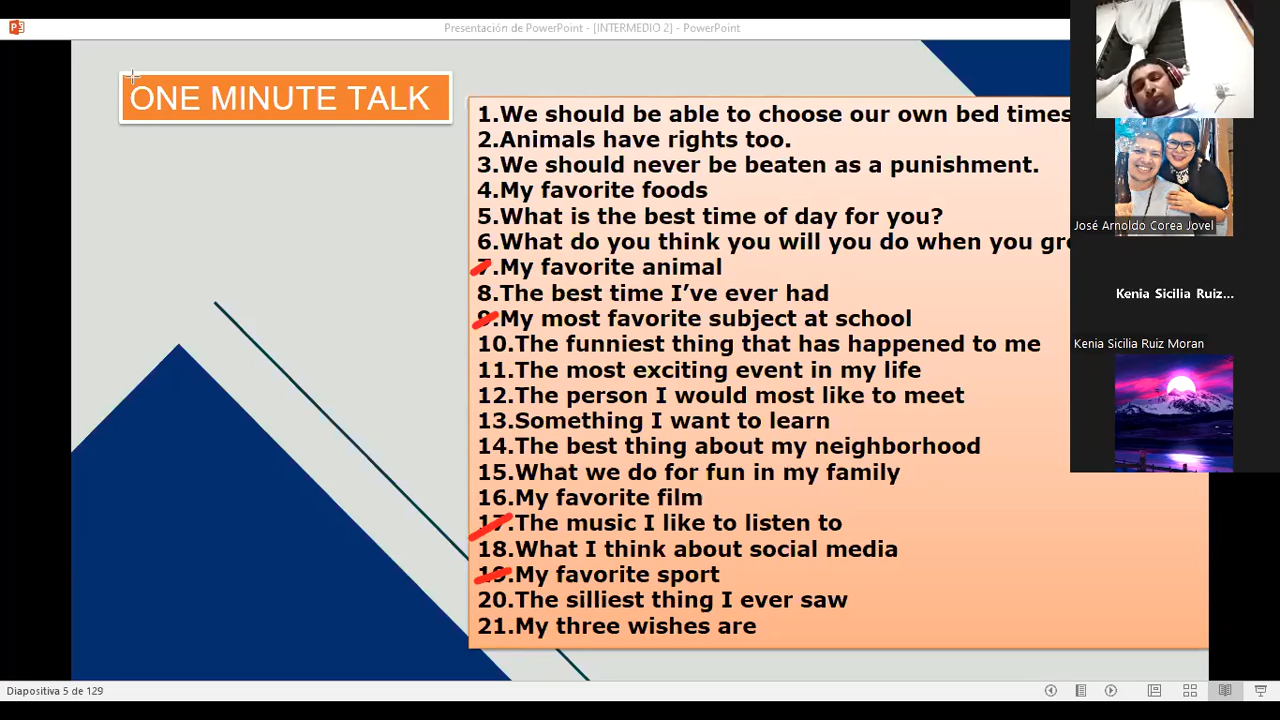 Presentación de PowerPoint - [INTERMEDIO 2] - PowerPoint
ONE MINUTE TALK
1.We should be able to choose our own bed times
2.Animals have rights too.
3.We should never be beaten as a punishment.
4.My favorite foods
5.What is the best time of day for you?
6.What do you think you will you do when you
7.My favorite animal
8.The best time I’ve ever had
9.My most favorite subject at school
10.The funniest thing that has happened to me
11.The most exciting event in my life
12.The person I would most like to meet
13.Something I want to learn
14.The best thing about my neighborhood
15.What we do for fun in my family
16.My favorite film
17.The music I like to listen to
18.What I think about social media
19.My favorite sport
20.The silliest thing I ever saw
21.My three wishes are
José Arnoldo Corea Jovel
Kenia Sicilia Ruiz...
Kenia Sicilia Ruiz Moran
Diapositiva 5 de 129